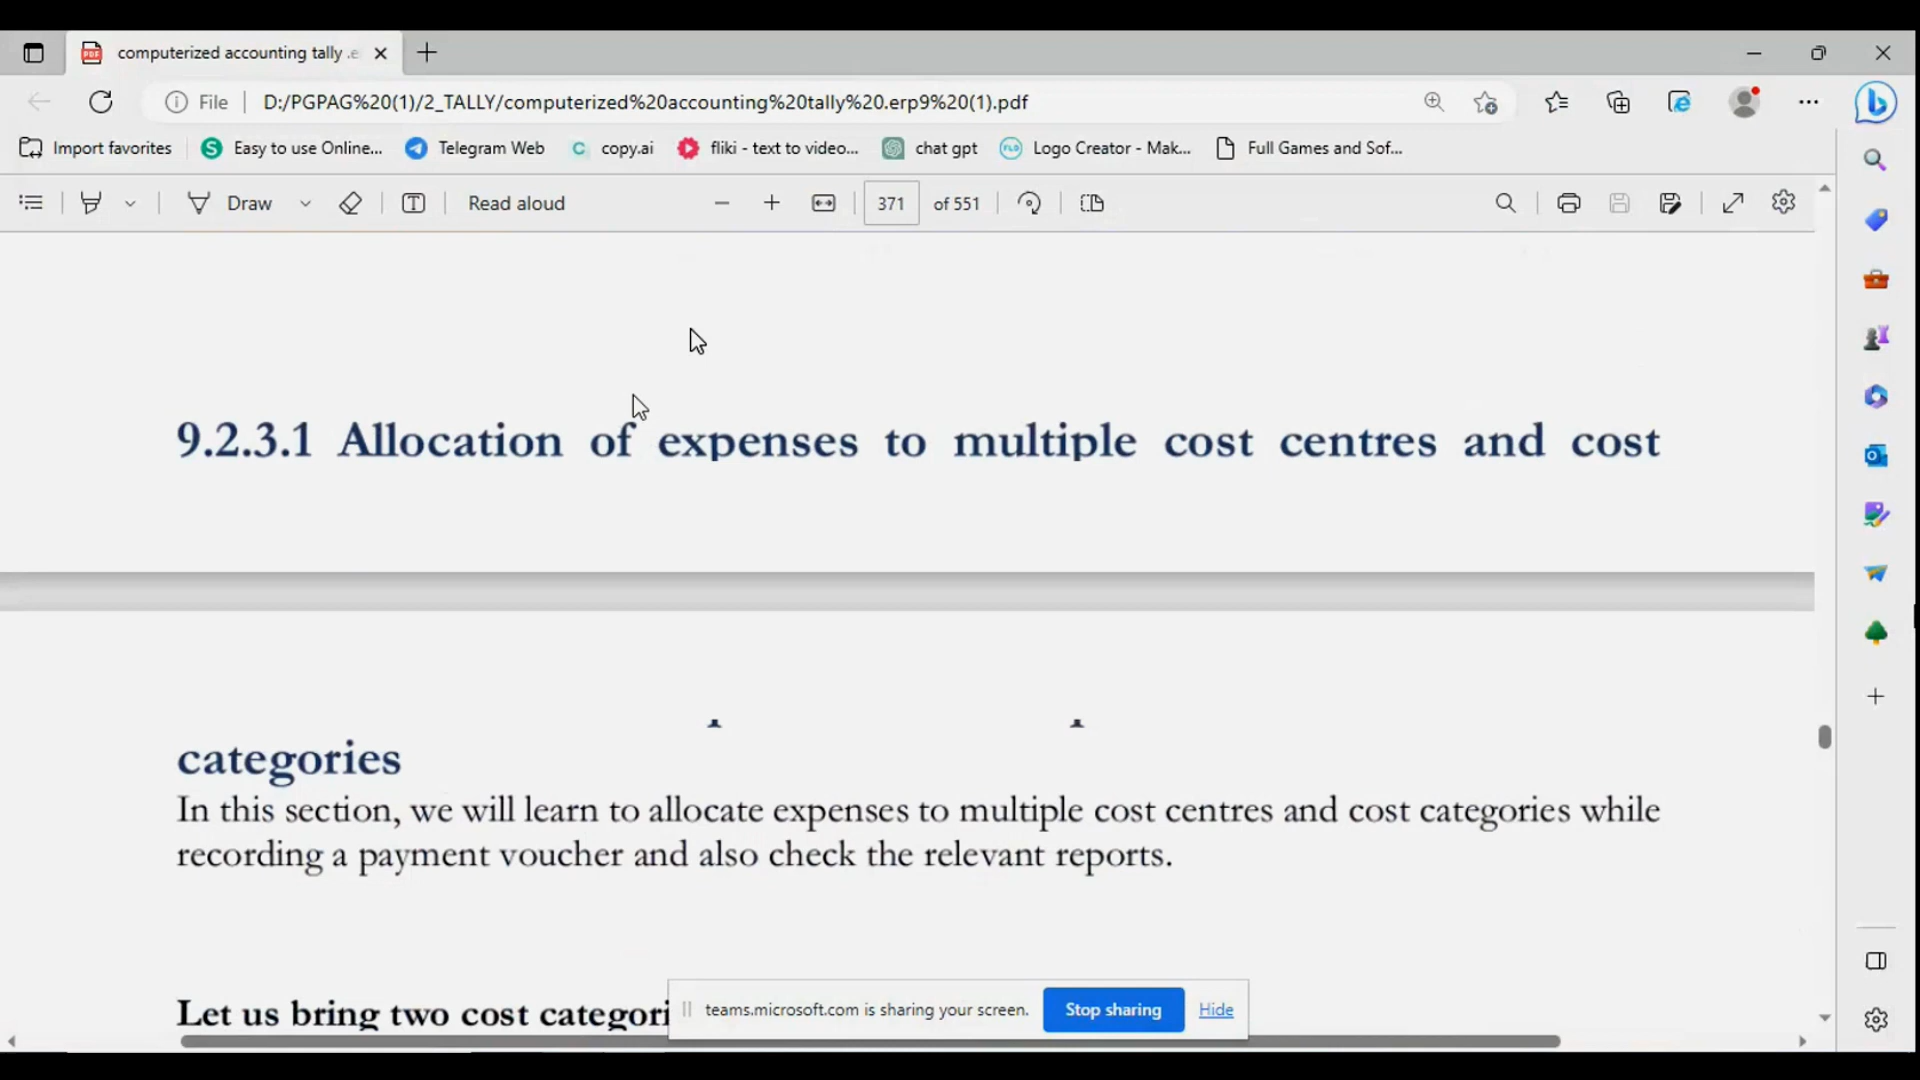 computerized accounting tally .e
File
D:/PGPAG%20(1)/2_TALLY/computerized%20accounting%20tally%20.erp9%20(1).pdf
Import favorites
Easy to use Online...
Telegram Web
copy.ai
fliki - text to video...
chat gpt
Logo Creator - Mak...
Full Games and Sof...
Draw
Read aloud
371 of 551
9.2.3.1 Allocation of expenses to multiple cost centres and cost
categories
In this section, we will learn to allocate expenses to multiple cost centres and cost categories while
recording a payment voucher and also check the relevant reports.
Let us bring two cost categori
teams.microsoft.com is sharing your screen.
Stop sharing
Hide